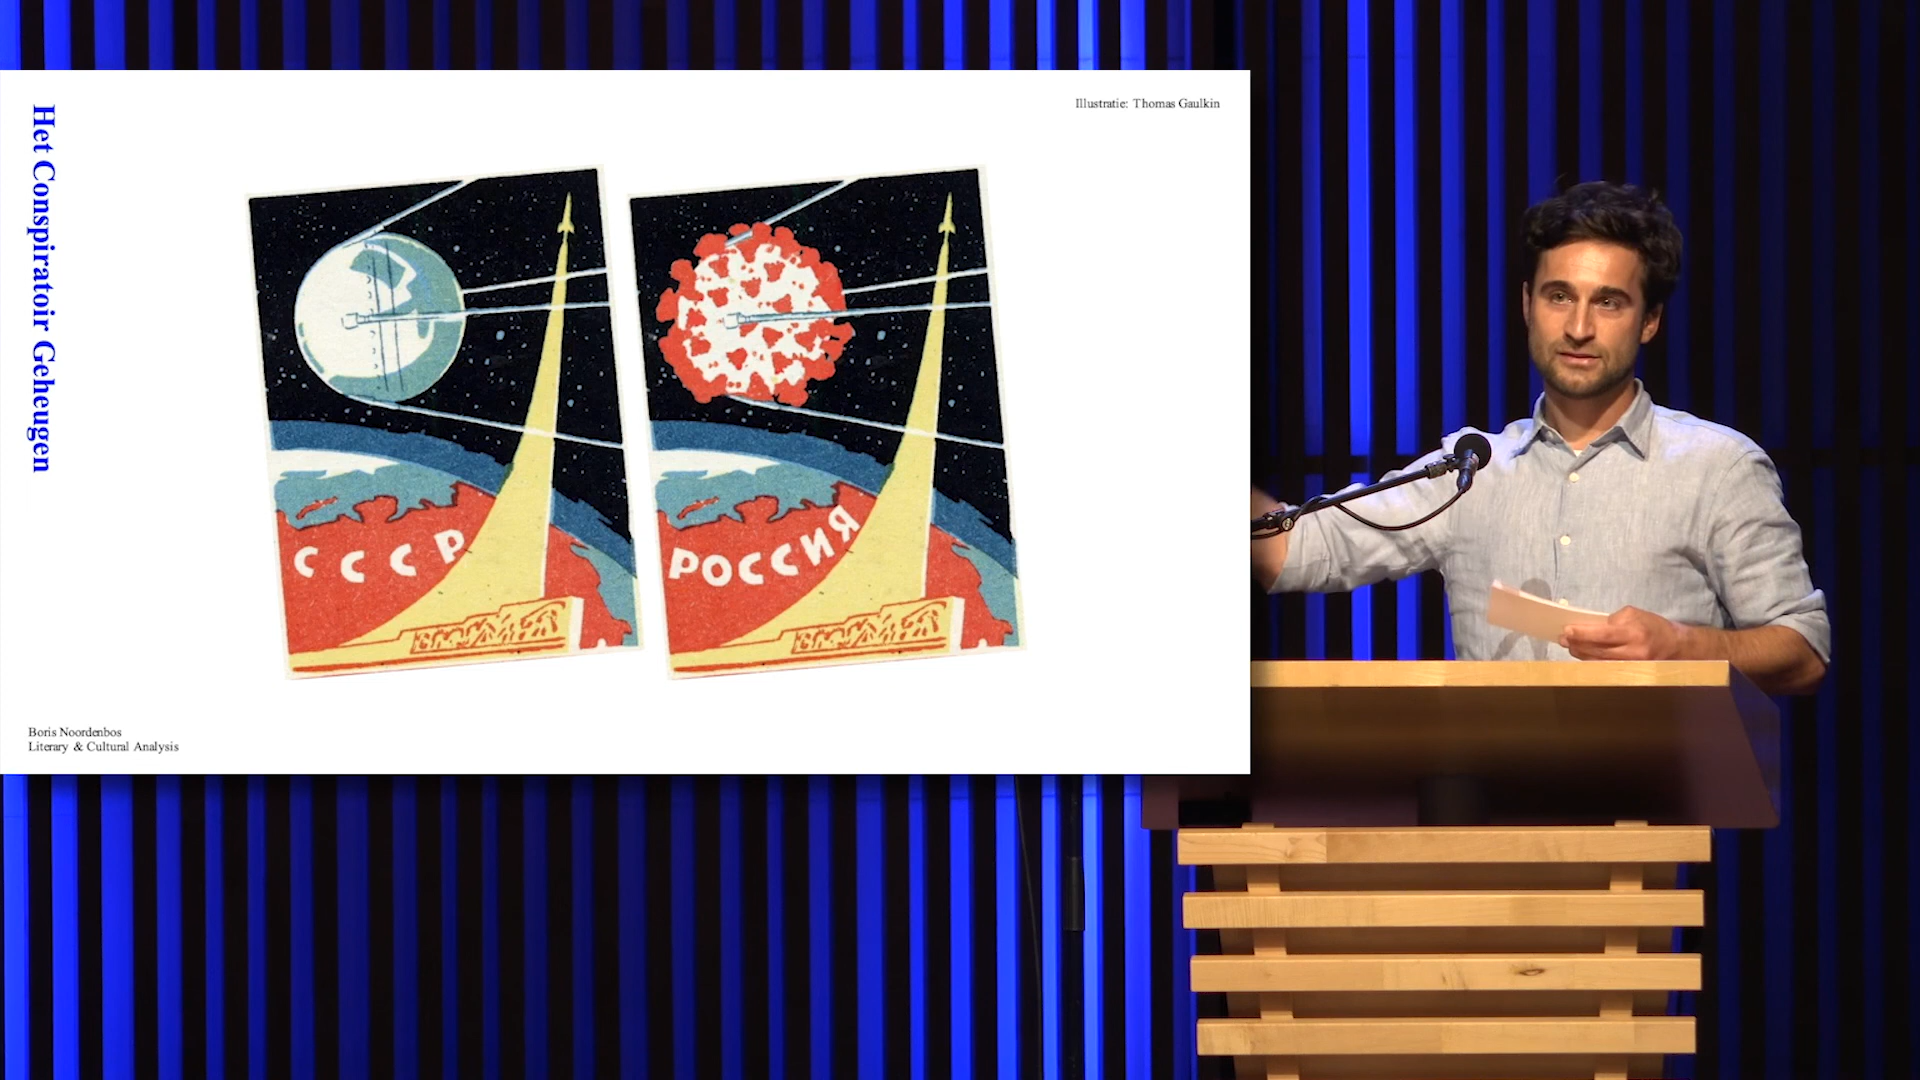 Het Conspiratoir Geheugen
Illustratie: Thomas Gaulkin
СССР
РОССИЯ
Boris Noordenbos
Literary & Cultural Analysis